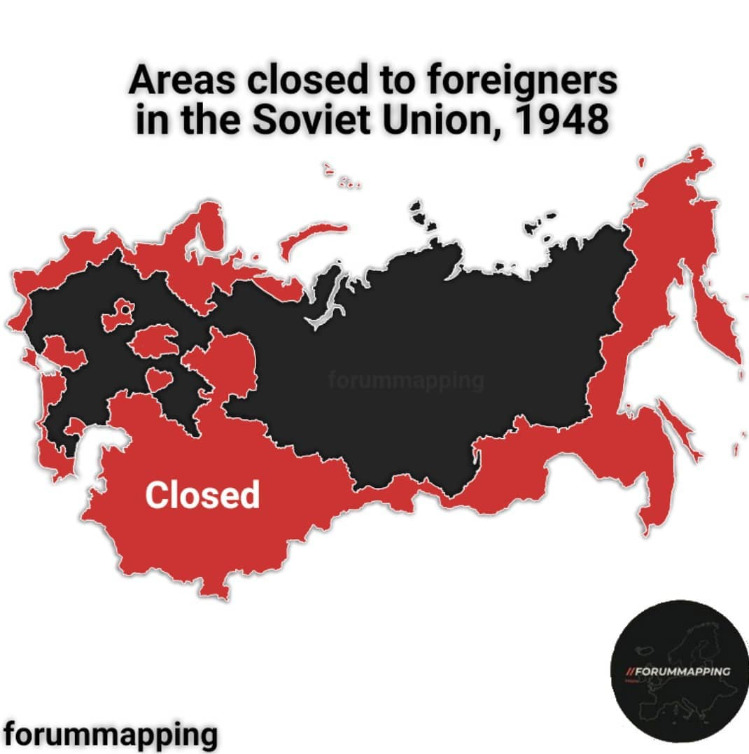 Areas closed to foreigners
in the Soviet Union, 1948
forummapping
Closed
//FORUMMAPPING
forummapping